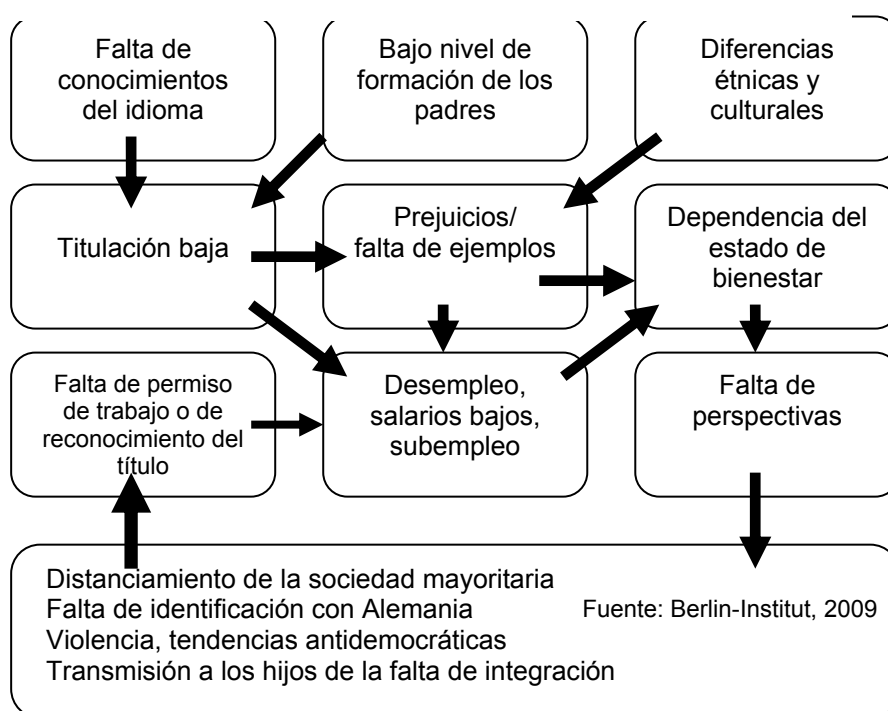 Falta de
conocimientos
del idioma
Bajo nivel de
formación de los
padres
Diferencias
étnicas y
culturales
Titulación baja
Prejuicios/
falta de ejemplos
Dependencia del
estado de
bienestar
Falta de permiso
de trabajo o de
reconocimiento del
título
Desempleo,
salarios bajos,
subempleo
Falta de
perspectivas
Distanciamiento de la sociedad mayoritaria
Falta de identificación con Alemania
Fuente: Berlin-Institut, 2009
Violencia, tendencias antidemocráticas
Transmisión a los hijos de la falta de integración